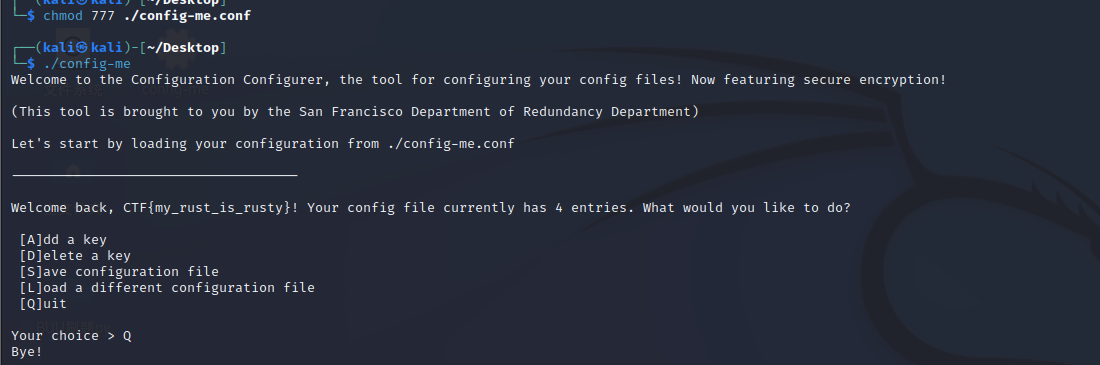 ┌──(kali㉿kali)-[~/Desktop]
└─$ chmod 777 ./config-me.conf
┌──(kali㉿kali)-[~/Desktop]
└─$ ./config-me
Welcome to the Configuration Configurer, the tool for configuring your config files! Now featuring secure encryption!
(This tool is brought to you by the San Francisco Department of Redundancy Department)
Let's start by loading your configuration from ./config-me.conf
Welcome back, CTF{my_rust_is_rusty}! Your config file currently has 4 entries. What would you like to do?
[A]dd a key
[D]elete a key
[S]ave configuration file
[L]oad a different configuration file
[Q]uit
Your choice > Q
Bye!